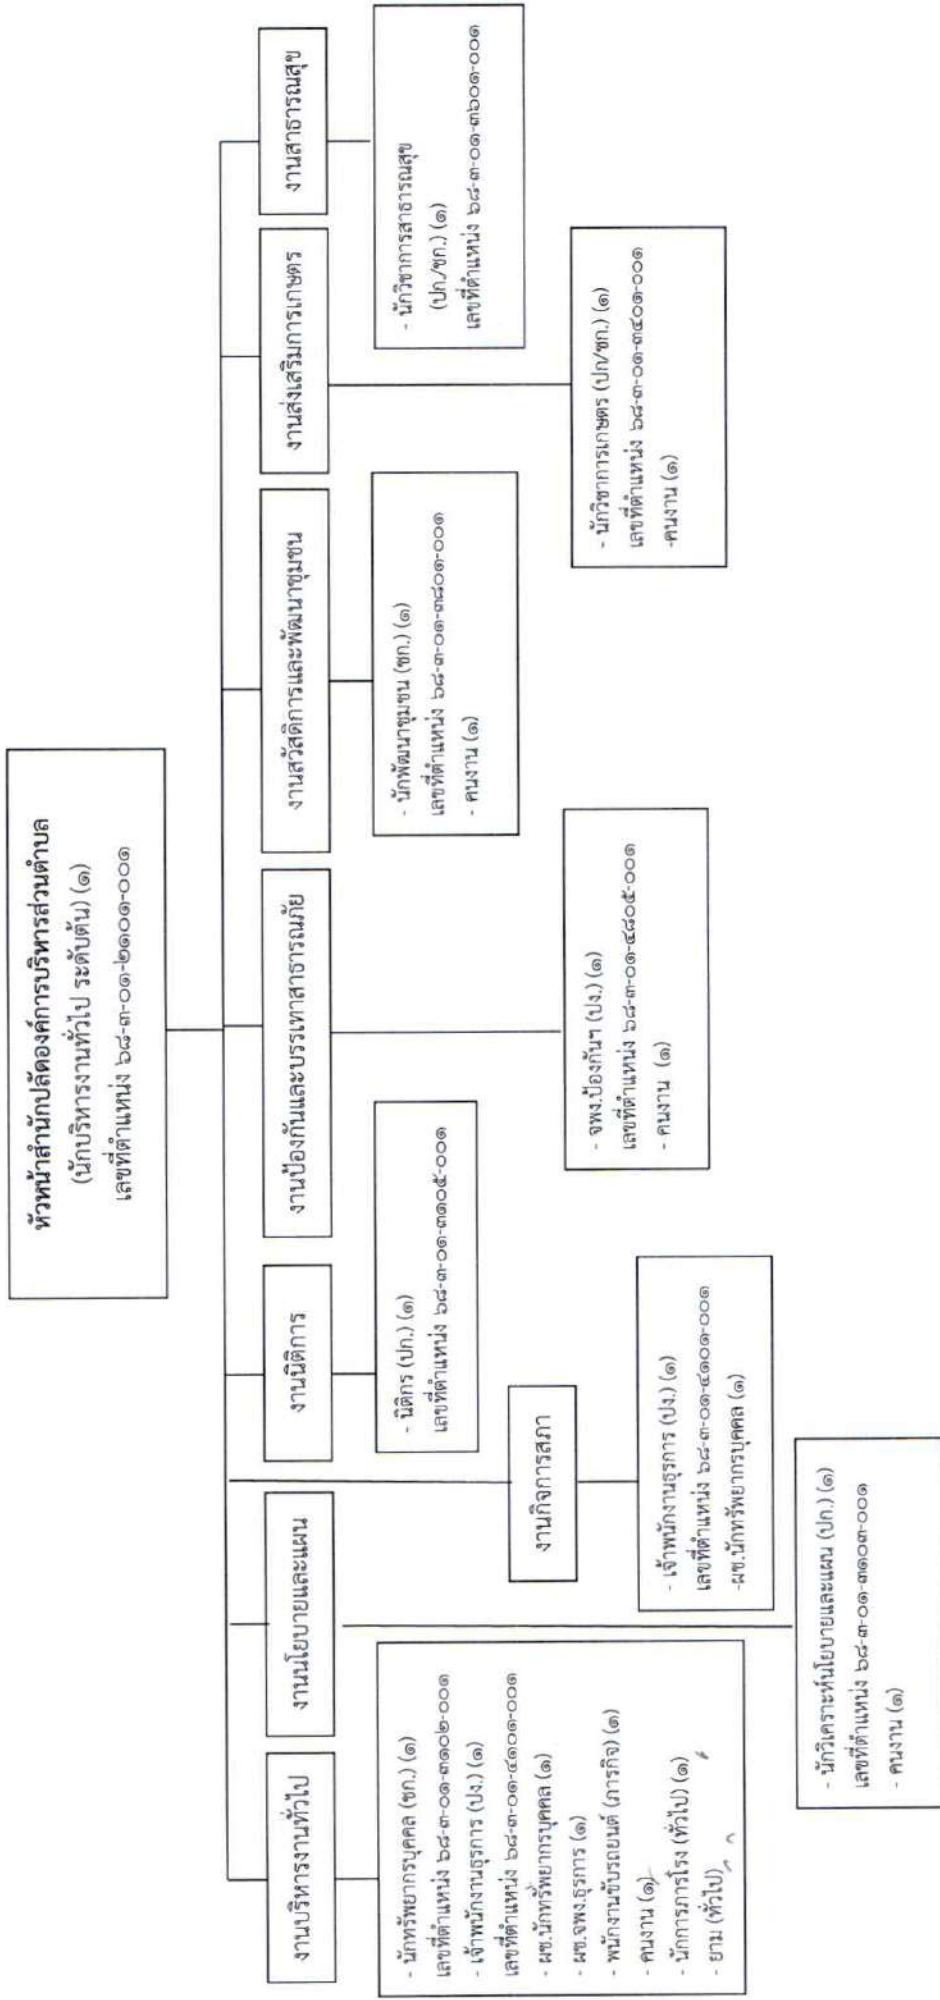 หัวหน้าสำนักปลัดองค์การบริหารส่วนตำบล
(นักบริหารงานทั่วไป ระดับต้น) (๑)
เลขที่ตำแหน่ง ๖๘-๓-๐๑-๒๑๐๑-๐๐๑
งานบริหารงานทั่วไป
งานนโยบายและแผน
งานนิติการ
งานป้องกันและบรรเทาสาธารณภัย
งานสวัสดิการและพัฒนาชุมชน
งานส่งเสริมการเกษตร
งานสาธารณสุข
- นักทรัพยากรบุคคล (ชก.) (๑)
เลขที่ตำแหน่ง ๖๘-๓-๐๑-๓๑๐๒-๐๐๑
- เจ้าพนักงานธุรการ (ปง.) (๑)
เลขที่ตำแหน่ง ๖๘-๓-๐๑-๔๑๐๑-๐๐๑
- ผช.นักทรัพยากรบุคคล (๑)
- ผช.จพง.ธุรการ (๑)
- พนักงานขับรถยนต์ (ภารกิจ) (๑)
- คนงาน (๑)
- นักการภารโรง (ทั่วไป) (๑)
- ยาม (ทั่วไป)
- นักวิเคราะห์นโยบายและแผน (ปก.) (๑)
เลขที่ตำแหน่ง ๖๘-๓-๐๑-๓๑๐๓-๐๐๑
- คนงาน (๑)
งานกิจการสภา
- เจ้าพนักงานธุรการ (ปง.) (๑)
เลขที่ตำแหน่ง ๖๘-๓-๐๑-๔๑๐๑-๐๐๑
-ผช.นักทรัพยากรบุคคล (๑)
- นิติกร (ปก.) (๑)
เลขที่ตำแหน่ง ๖๘-๓-๐๑-๓๑๐๕-๐๐๑
- จพง.ป้องกันฯ (ปง.) (๑)
เลขที่ตำแหน่ง ๖๘-๓-๐๑-๔๘๐๕-๐๐๑
- คนงาน (๑)
- นักพัฒนาชุมชน (ชก.) (๑)
เลขที่ตำแหน่ง ๖๘-๓-๐๑-๓๘๐๑-๐๐๑
- คนงาน (๑)
- นักวิชาการเกษตร (ปก/ชก.) (๑)
เลขที่ตำแหน่ง ๖๘-๓-๐๑-๓๔๐๑-๐๐๑
-คนงาน (๑)
- นักวิชาการสาธารณสุข
(ปก./ชก.) (๑)
เลขที่ตำแหน่ง ๖๘-๓-๐๑-๓๖๐๑-๐๐๑